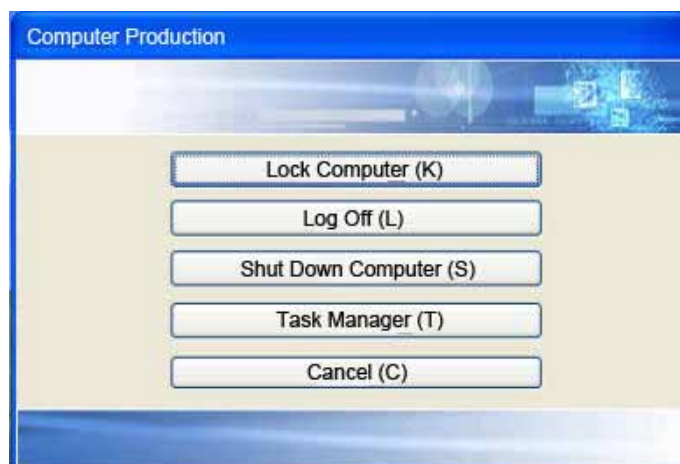 Computer Production
Lock Computer (K)
Log Off (L)
Shut Down Computer (S)
Task Manager (T)
Cancel (C)